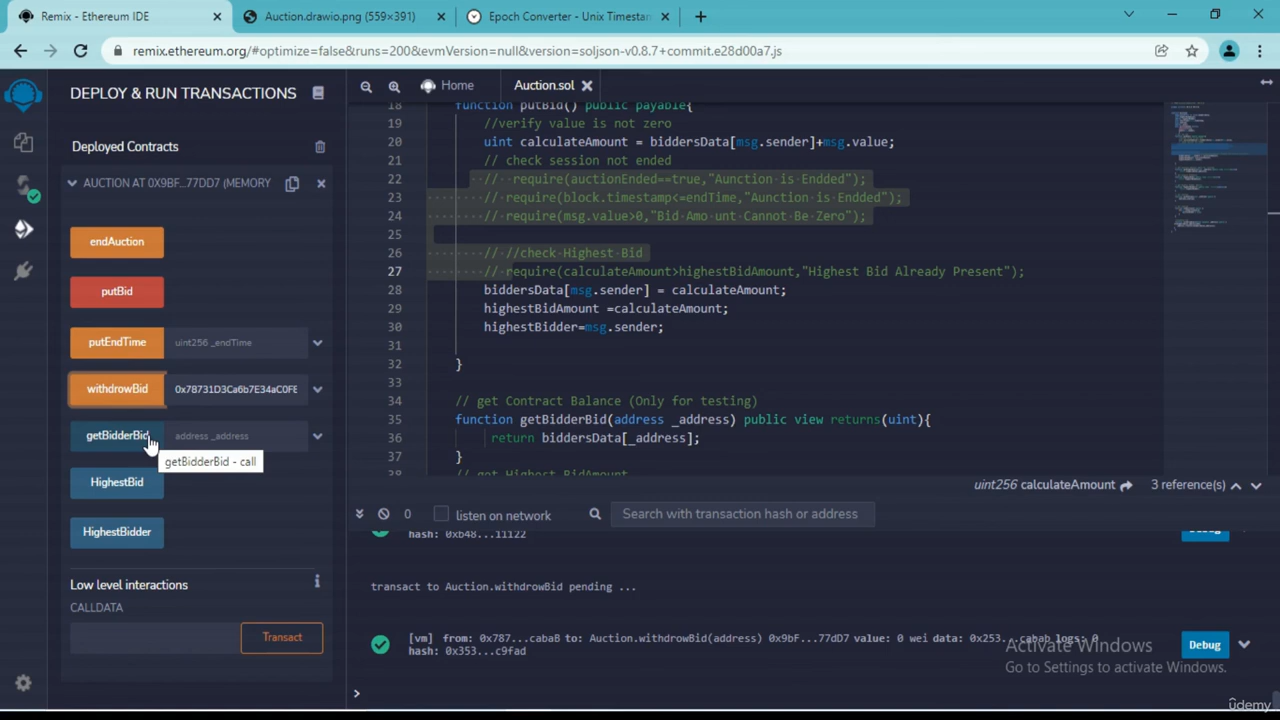 Remix - Ethereum IDE
Auction.drawio.png (559×391)
Epoch Converter - Unix Timestan
remix.ethereum.org/#optimize=false&runs=200&evmVersion=null&version=soljson-v0.8.7+commit.e28d00a7.js
DEPLOY & RUN TRANSACTIONS
Home
Auction.sol
Deployed Contracts
AUCTION AT 0X9BF...77DD7 (MEMORY
endAuction
putBid
putEndTime
uint256 _endTime
withdrowBid
0x78731D3Ca6b7E34aC0FE
getBidderBid
address _address
getBidderBid - call
HighestBid
HighestBidder
Low level interactions
i
CALLDATA
Transact
18 function putBid() public payable{
19 //verify value is not zero
20 uint calculateAmount = biddersData[msg.sender]+msg.value;
21 // check session not ended
22 // require(auctionEnded==true,"Aunction is Endded");
23 // require(block.timestamp<=endTime,"Aunction is Endded");
24 // require(msg.value>0,"Bid Amo unt Cannot Be Zero");
25
26 // //check Highest Bid
27 // require(calculateAmount>highestBidAmount,"Highest Bid Already Present");
28 biddersData[msg.sender] = calculateAmount;
29 highestBidAmount =calculateAmount;
30 highestBidder=msg.sender;
31
32 }
33
34 // get Contract Balance (Only for testing)
35 function getBidderBid(address _address) public view returns(uint){
36 return biddersData[_address];
37 }
38 // get Highest BidAmount
uint256 calculateAmount
3 reference(s)
0
listen on network
Search with transaction hash or address
hash: 0xb48...11122
Debug
transact to Auction.withdrowBid pending ...
[vm] from: 0x787...cabaB to: Auction.withdrowBid(address) 0x9bF...77dD7 value: 0 wei data: 0x253...cabab logs: 0
hash: 0x353...c9fad
Debug
>
Activate Windows
Go to Settings to activate Windows.
ûdemy